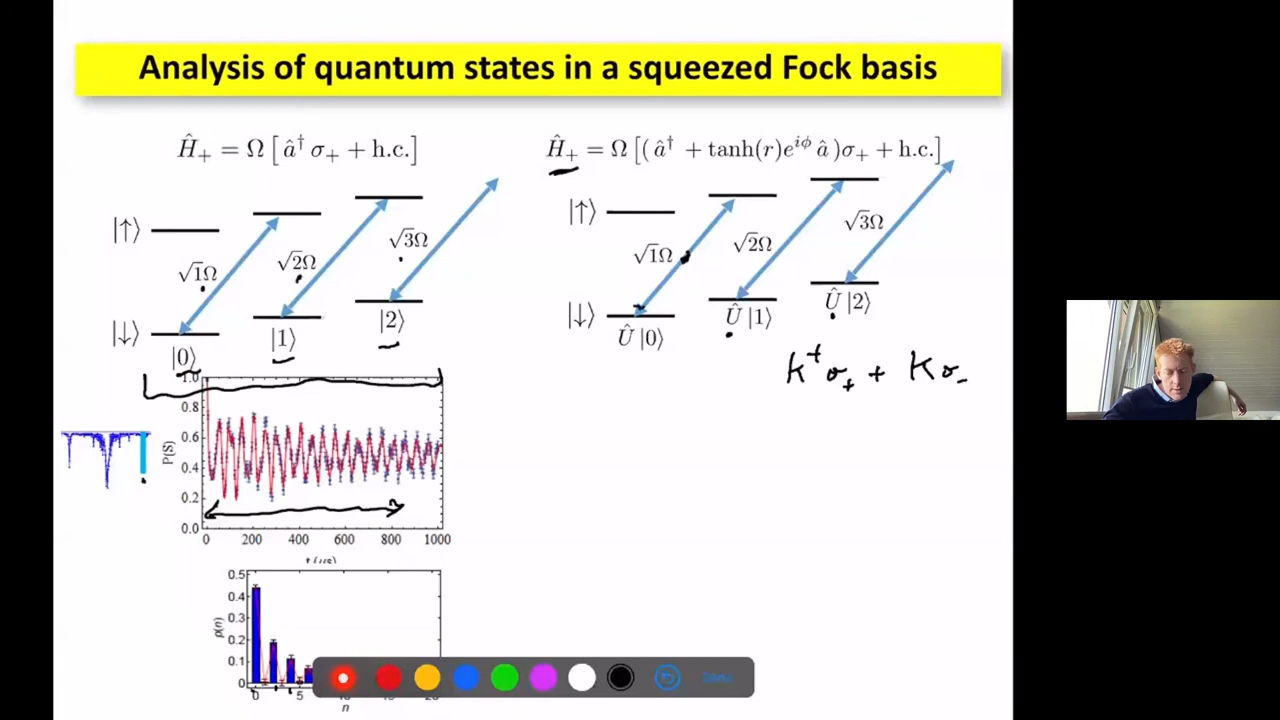 Analysis of quantum states in a squeezed Fock basis
Ĥ₊ = Ω [ â† σ₊ + h.c.]
|↑⟩
√1Ω
√2Ω
√3Ω
|↓⟩
|0⟩
|1⟩
|2⟩
Ĥ₊ = Ω [( â† + tanh(r)e^{iϕ} â )σ₊ + h.c.]
|↑⟩
√1Ω
√2Ω
√3Ω
|↓⟩
Û |0⟩
Û |1⟩
Û |2⟩
K† σ₊ + K σ₋
1.0
0.8
0.6
0.4
0.2
0.0
P(S)
0 200 400 600 800 1000
t (μs)
0.5
0.4
0.3
0.2
0.1
0
p(n)
0 5
n